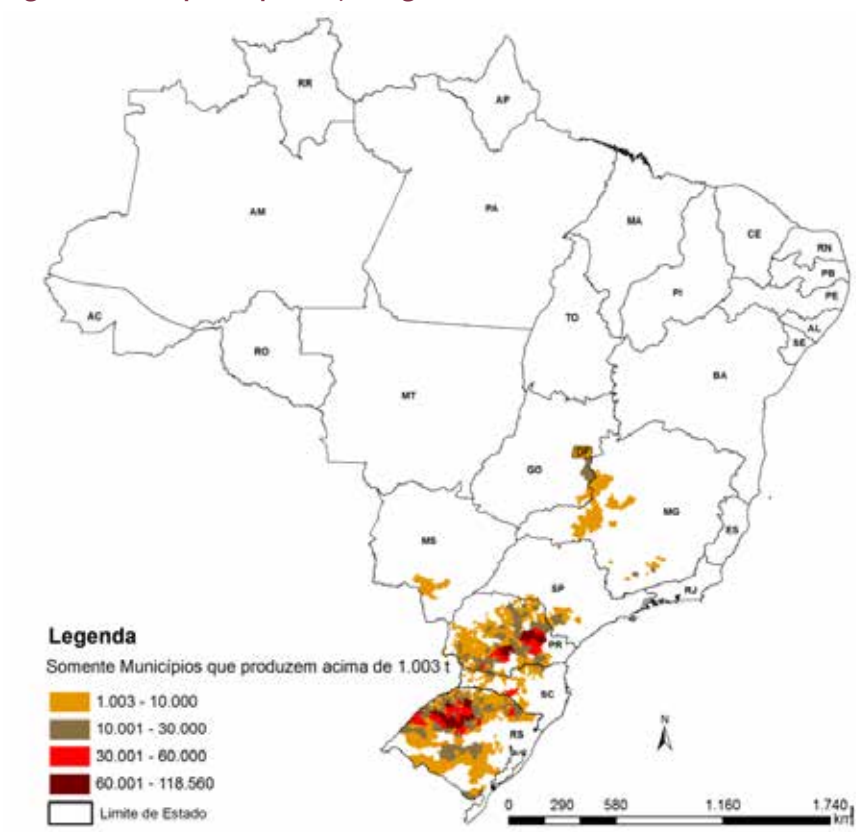 RR
AP
AM
PA
MA
CE
RN
PB
PE
PI
AL
SE
AC
TO
RO
BA
MT
DF
GO
MG
ES
MS
SP
RJ
PR
SC
RS
Legenda
Somente Municípios que produzem acima de 1.003 t
1.003 - 10.000
10.001 - 30.000
30.001 - 60.000
60.001 - 118.560
Limite de Estado
N
0 290 580 1.160 1.740
km